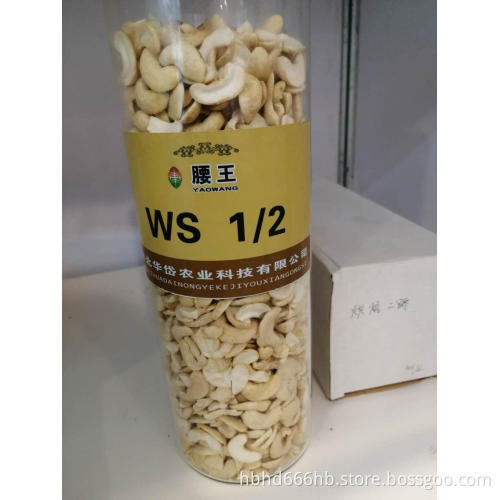 腰王
YAOWANG
WS 1/2
北华岱农业科技有限公司
HUADAINONGYEKEJIYOUXIANGONGSI
hbhd666hb.store.bossgoo.com